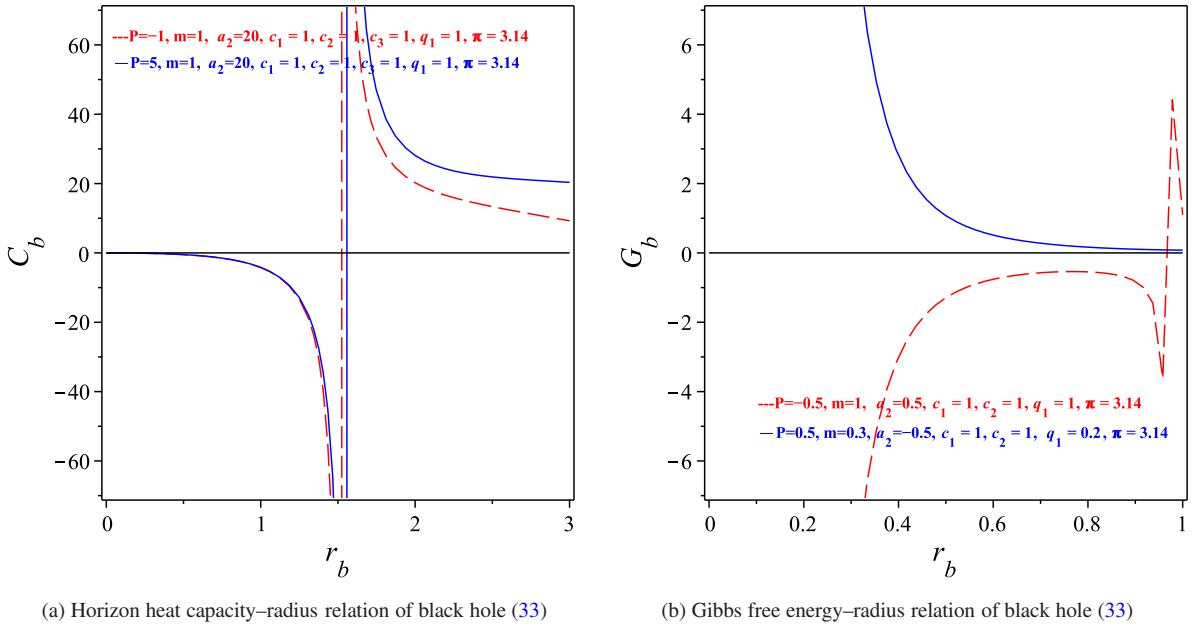 ---P=−1, m=1, a₂=20, c₁ = 1, c₂ = 1, c₃ = 1, q₁ = 1, π = 3.14
—P=5, m=1, a₂=20, c₁ = 1, c₂ = 1, c₃ = 1, q₁ = 1, π = 3.14
60
40
20
0
−20
−40
−60
C_b
0
1
2
3
r_b
(a) Horizon heat capacity–radius relation of black hole (33)
6
4
2
0
−2
−4
−6
G_b
---P=−0.5, m=1, a₂=0.5, c₁ = 1, c₂ = 1, q₁ = 1, π = 3.14
—P=0.5, m=0.3, a₂=−0.5, c₁ = 1, c₂ = 1, q₁ = 0.2, π = 3.14
0
0.2
0.4
0.6
0.8
1
r_b
(b) Gibbs free energy–radius relation of black hole (33)